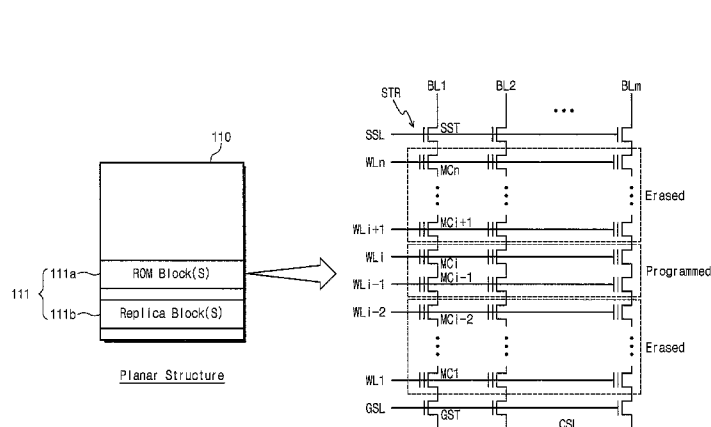 110
111
111a
ROM Block(S)
111b
Replica Block(S)
Planar Structure
STR
BL1
BL2
BLm
•••
SSL
SST
WLn
MCn
Erased
WLi+1
MCi+1
WLi
MCi
Programmed
WLi-1
MCi-1
WLi-2
MCi-2
Erased
WL1
MC1
GSL
GST
CSL